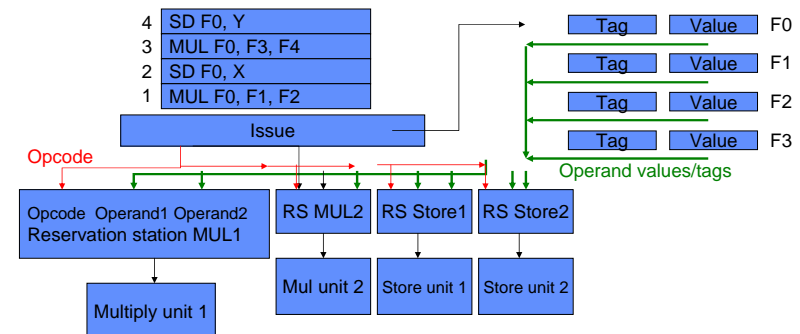 4 SD F0, Y
3 MUL F0, F3, F4
2 SD F0, X
1 MUL F0, F1, F2
Issue
Tag Value F0
Tag Value F1
Tag Value F2
Tag Value F3
Opcode
Operand values/tags
Opcode Operand1 Operand2
Reservation station MUL1
RS MUL2
RS Store1
RS Store2
Multiply unit 1
Mul unit 2
Store unit 1
Store unit 2